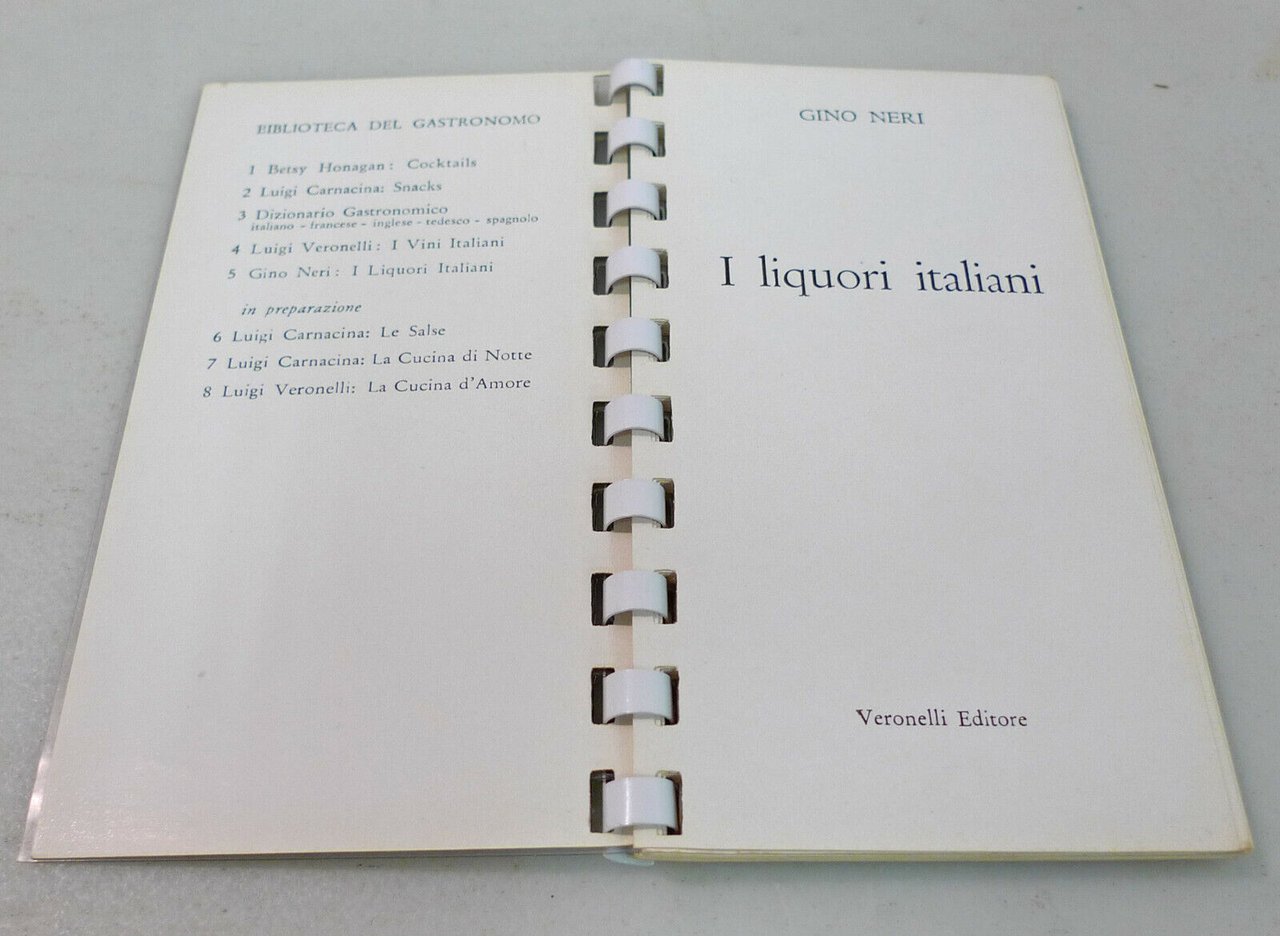 BIBLIOTECA DEL GASTRONOMO
1 Betsy Honagan: Cocktails
2 Luigi Carnacina: Snacks
3 Dizionario Gastronomico
italiano - francese - inglese - tedesco - spagnolo
4 Luigi Veronelli: I Vini Italiani
5 Gino Neri: I Liquori Italiani
in preparazione
6 Luigi Carnacina: Le Salse
7 Luigi Carnacina: La Cucina di Notte
8 Luigi Veronelli: La Cucina d'Amore
GINO NERI
I liquori italiani
Veronelli Editore